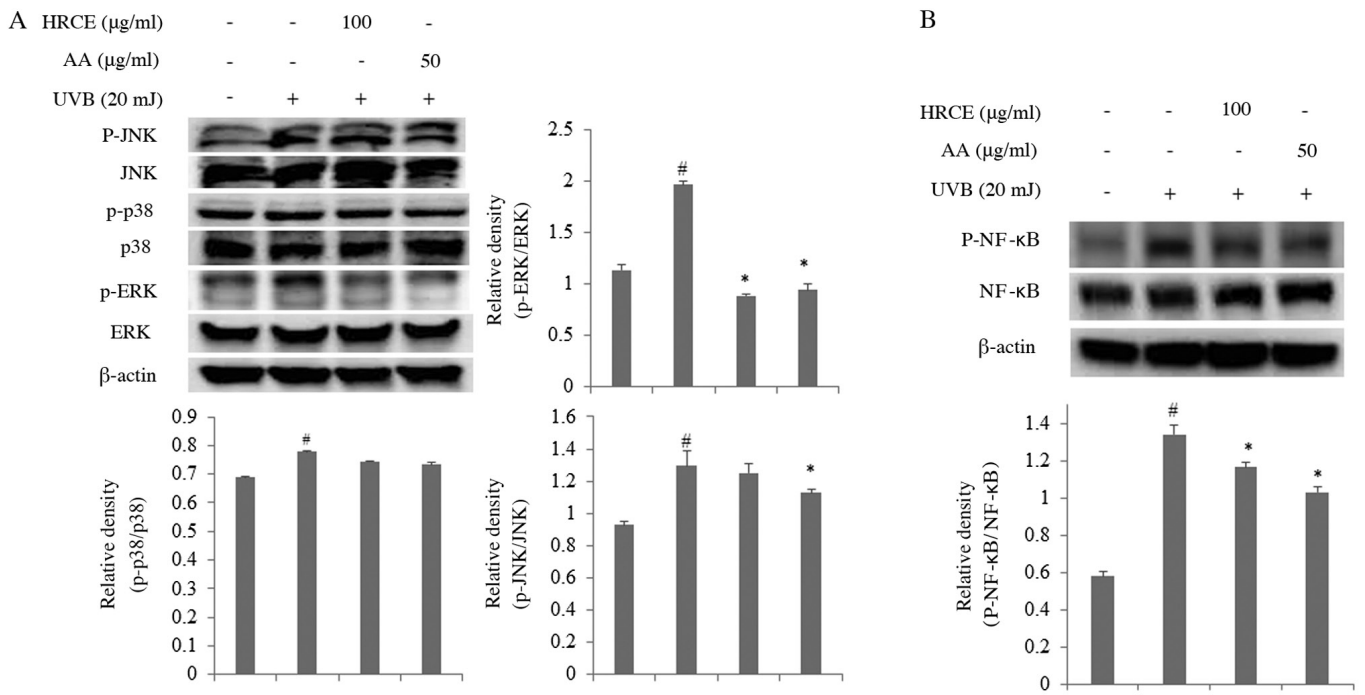 A
HRCE (μg/ml) - - 100 -
AA (μg/ml) - - - 50
UVB (20 mJ) - + + +
P-JNK
JNK
p-p38
p38
p-ERK
ERK
β-actin
Relative density
(p-ERK/ERK)
2.5
2
1.5
1
0.5
0
#
*
*
Relative density
(p-p38/p38)
0.9
0.8
0.7
0.6
0.5
0.4
0.3
0.2
0.1
0
#
Relative density
(p-JNK/JNK)
1.6
1.4
1.2
1
0.8
0.6
0.4
0.2
0
#
*
B
HRCE (μg/ml) - - 100 -
AA (μg/ml) - - - 50
UVB (20 mJ) - + + +
P-NF-κB
NF-κB
β-actin
Relative density
(P-NF-κB/NF-κB)
1.4
1.2
1
0.8
0.6
0.4
0.2
0
#
*
*